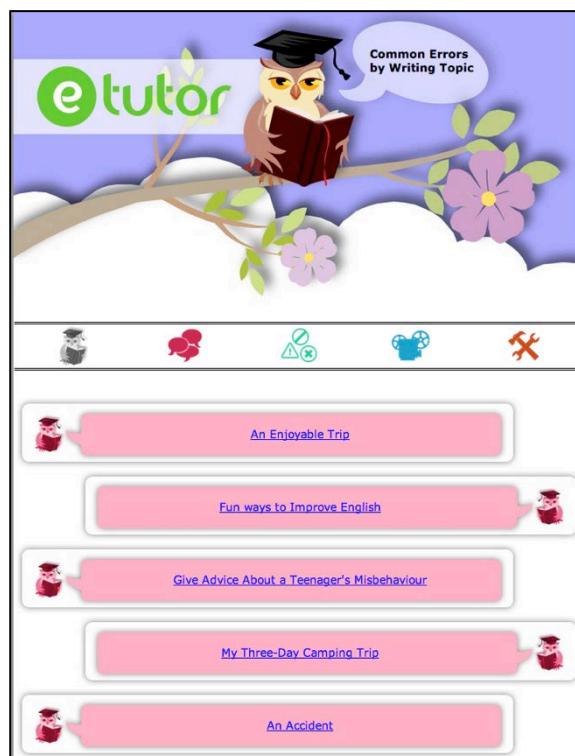 Common Errors
by Writing Topic
etutor
An Enjoyable Trip
Fun ways to Improve English
Give Advice About a Teenager's Misbehaviour
My Three-Day Camping Trip
An Accident